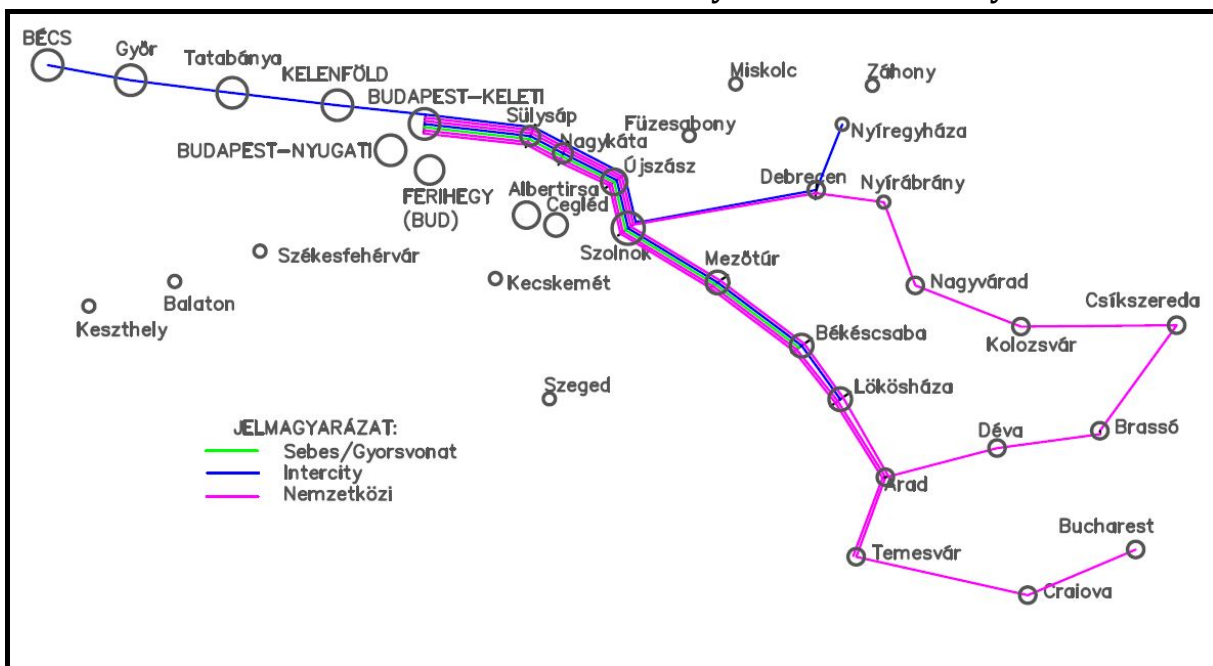 BÉCS
Győr
Tatabánya
KELENFÖLD
BUDAPEST-KELETI
Miskolc
Záhony
Sülysáp
Füzesabony
Nyíregyháza
Nagykáta
BUDAPEST-NYUGATI
Újszász
Debrecen
Nyírábrány
FERIHEGY
(BUD)
Albertirsa
Cegléd
Szolnok
Székesfehérvár
Mezőtúr
Kecskemét
Nagyvárad
Balaton
Csíkszereda
Keszthely
Békéscsaba
Kolozsvár
Szeged
Lökösháza
JELMAGYARÁZAT:
Sebes/Gyorsvonat
Intercity
Nemzetközi
Déva
Brassó
Arad
Bucharest
Temesvár
Craiova